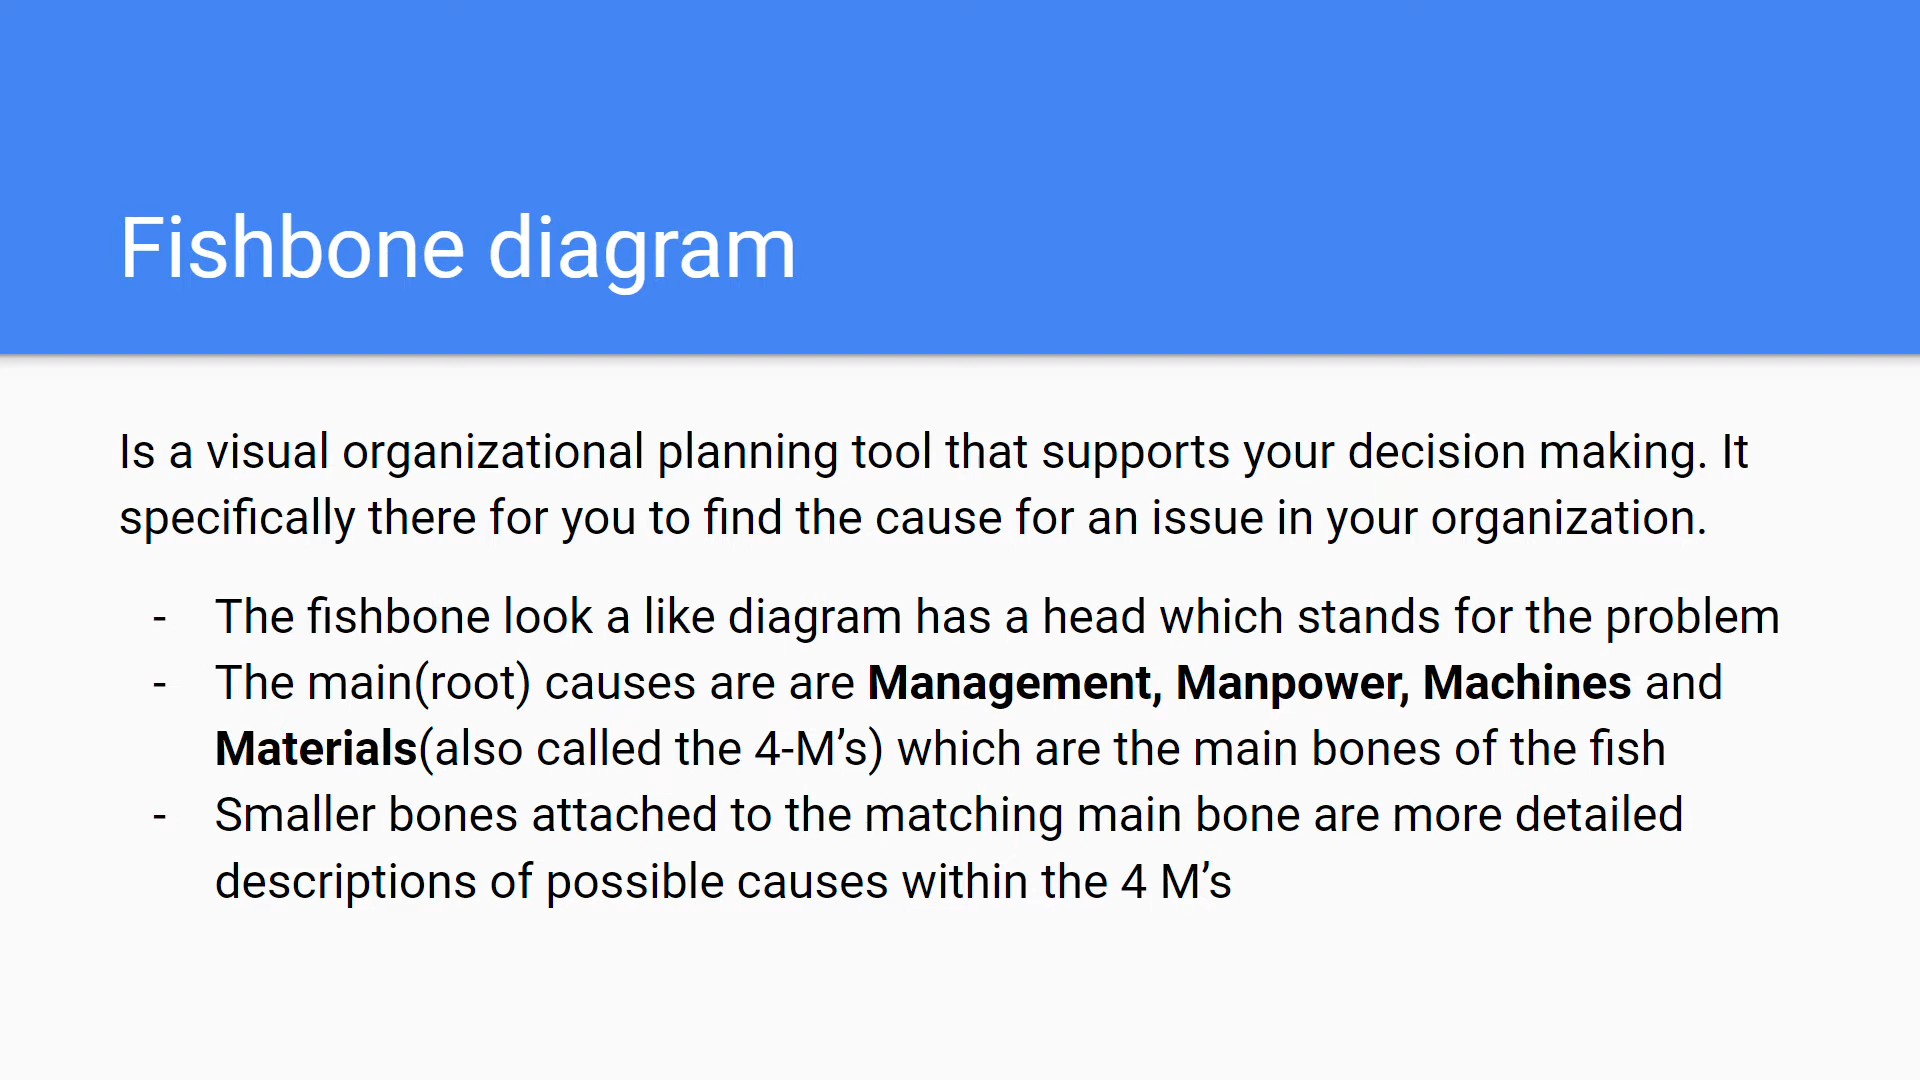 Fishbone diagram
Is a visual organizational planning tool that supports your decision making. It
specifically there for you to find the cause for an issue in your organization.
- The fishbone look a like diagram has a head which stands for the problem
- The main(root) causes are are Management, Manpower, Machines and
Materials(also called the 4-M’s) which are the main bones of the fish
- Smaller bones attached to the matching main bone are more detailed
descriptions of possible causes within the 4 M’s